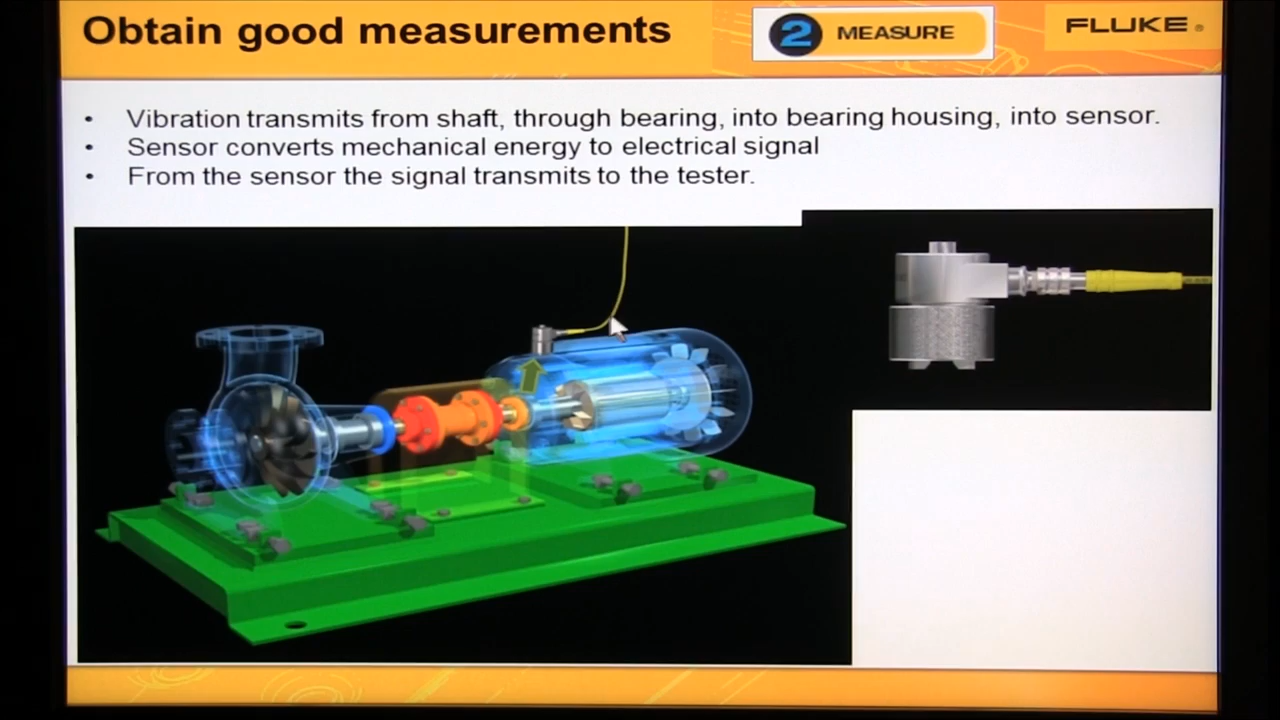 Obtain good measurements
2 MEASURE
FLUKE®
• Vibration transmits from shaft, through bearing, into bearing housing, into sensor.
• Sensor converts mechanical energy to electrical signal
• From the sensor the signal transmits to the tester.